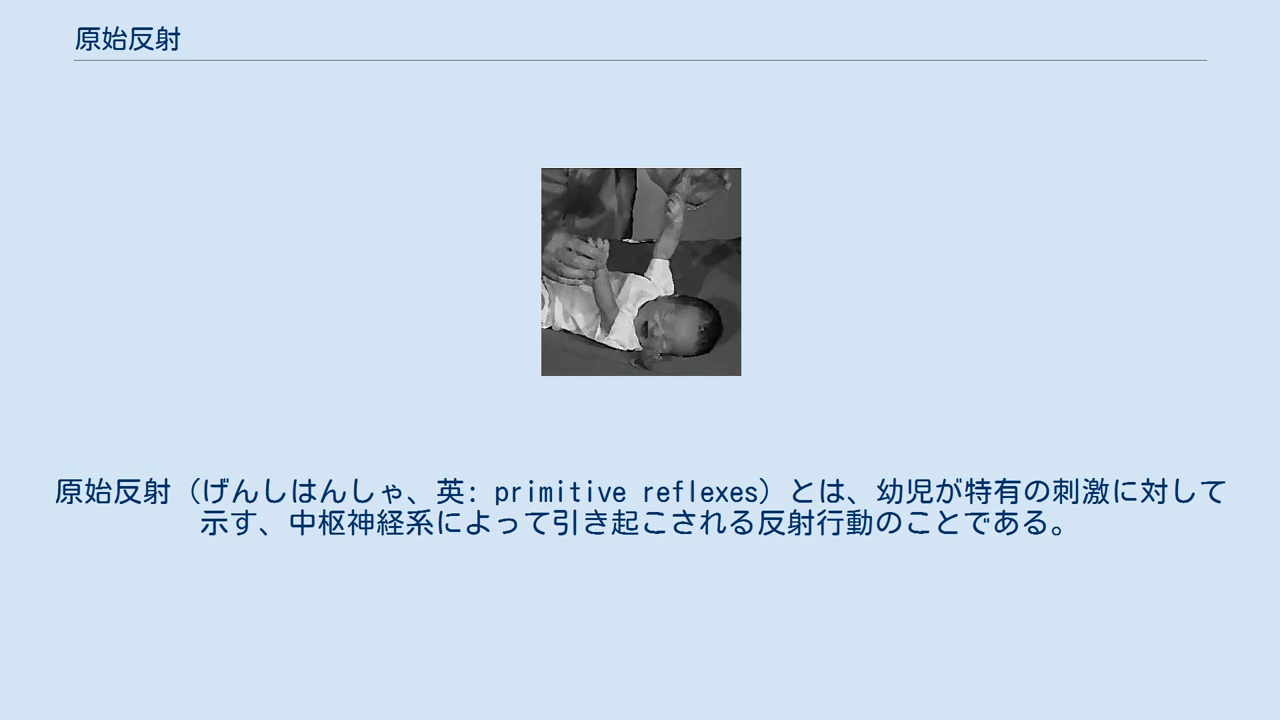 原始反射
原始反射（げんしはんしゃ、英: primitive reflexes）とは、幼児が特有の刺激に対して
示す、中枢神経系によって引き起こされる反射行動のことである。